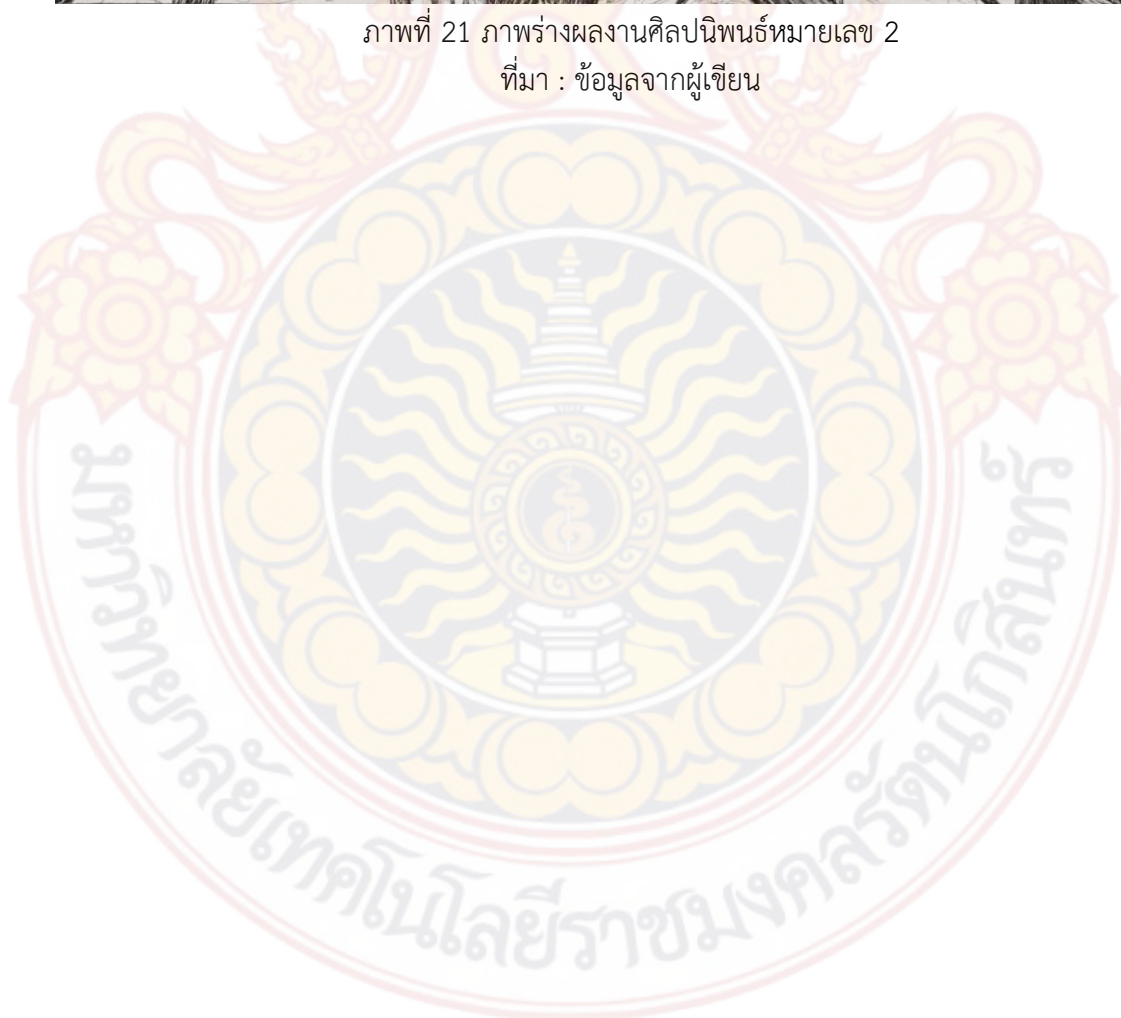 ภาพที่ 21 ภาพร่างผลงานศิลปนิพนธ์หมายเลข 2
ที่มา : ข้อมูลจากผู้เขียน
มหาวิทยาลัยเทคโนโลยีราชมงคลรัตนโกสินทร์